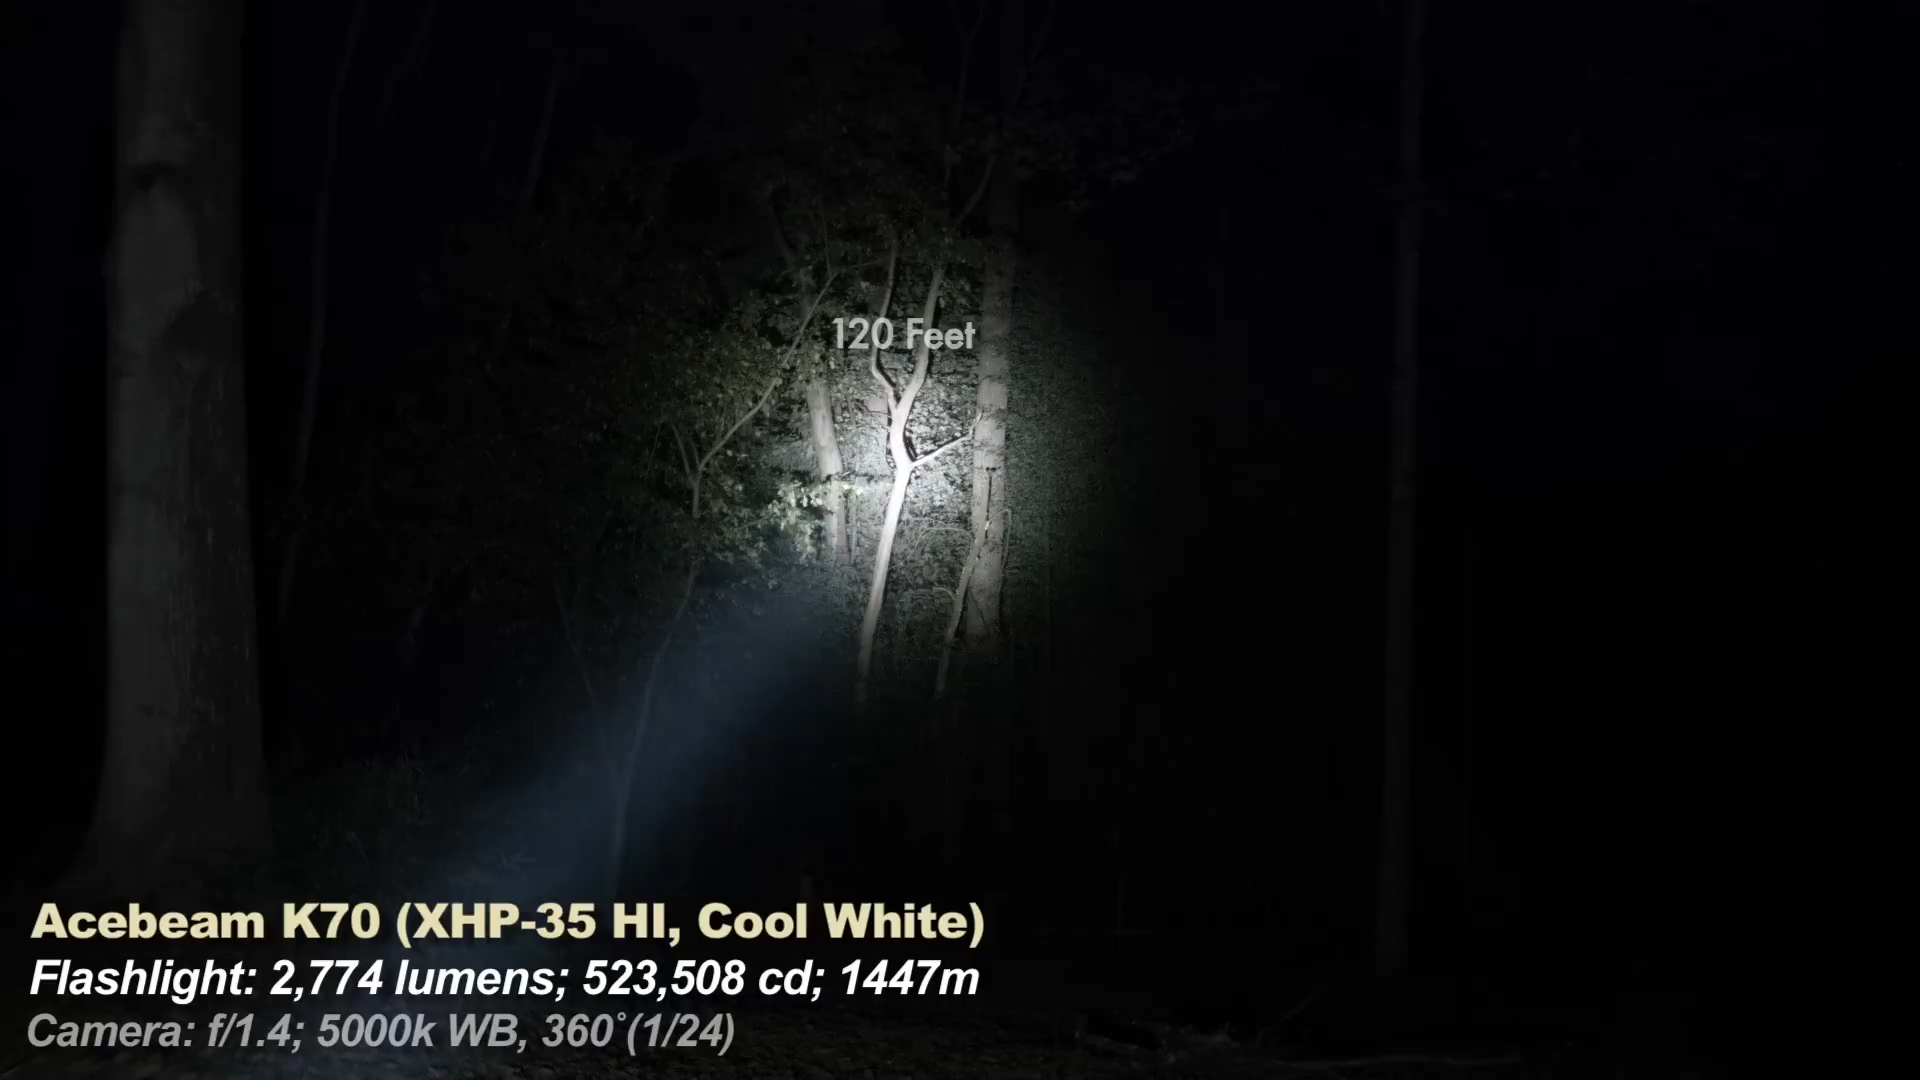 120 Feet
Acebeam K70 (XHP-35 HI, Cool White)
Flashlight: 2,774 lumens; 523,508 cd; 1447m
Camera: f/1.4; 5000k WB, 360°(1/24)